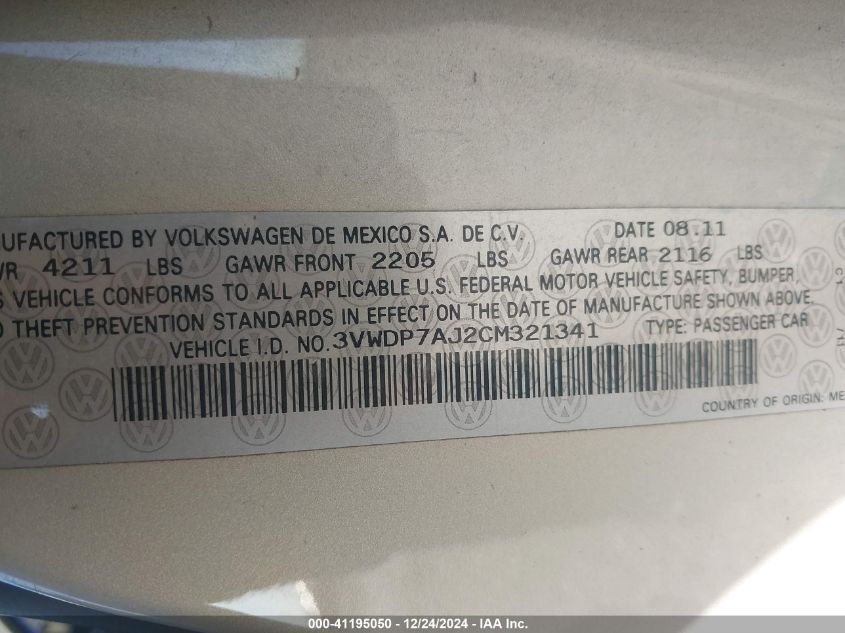 UFACTURED BY VOLKSWAGEN DE MEXICO S.A. DE C.V. DATE 08.11
WR 4211 LBS GAWR FRONT 2205 LBS GAWR REAR 2116 LBS
S VEHICLE CONFORMS TO ALL APPLICABLE U.S. FEDERAL MOTOR VEHICLE SAFETY, BUMPER,
D THEFT PREVENTION STANDARDS IN EFFECT ON THE DATE OF MANUFACTURE SHOWN ABOVE.
VEHICLE I.D. NO.3VWDP7AJ2CM321341 TYPE: PASSENGER CAR
COUNTRY OF ORIGIN: ME
000-41195050 - 12/24/2024 - IAA Inc.